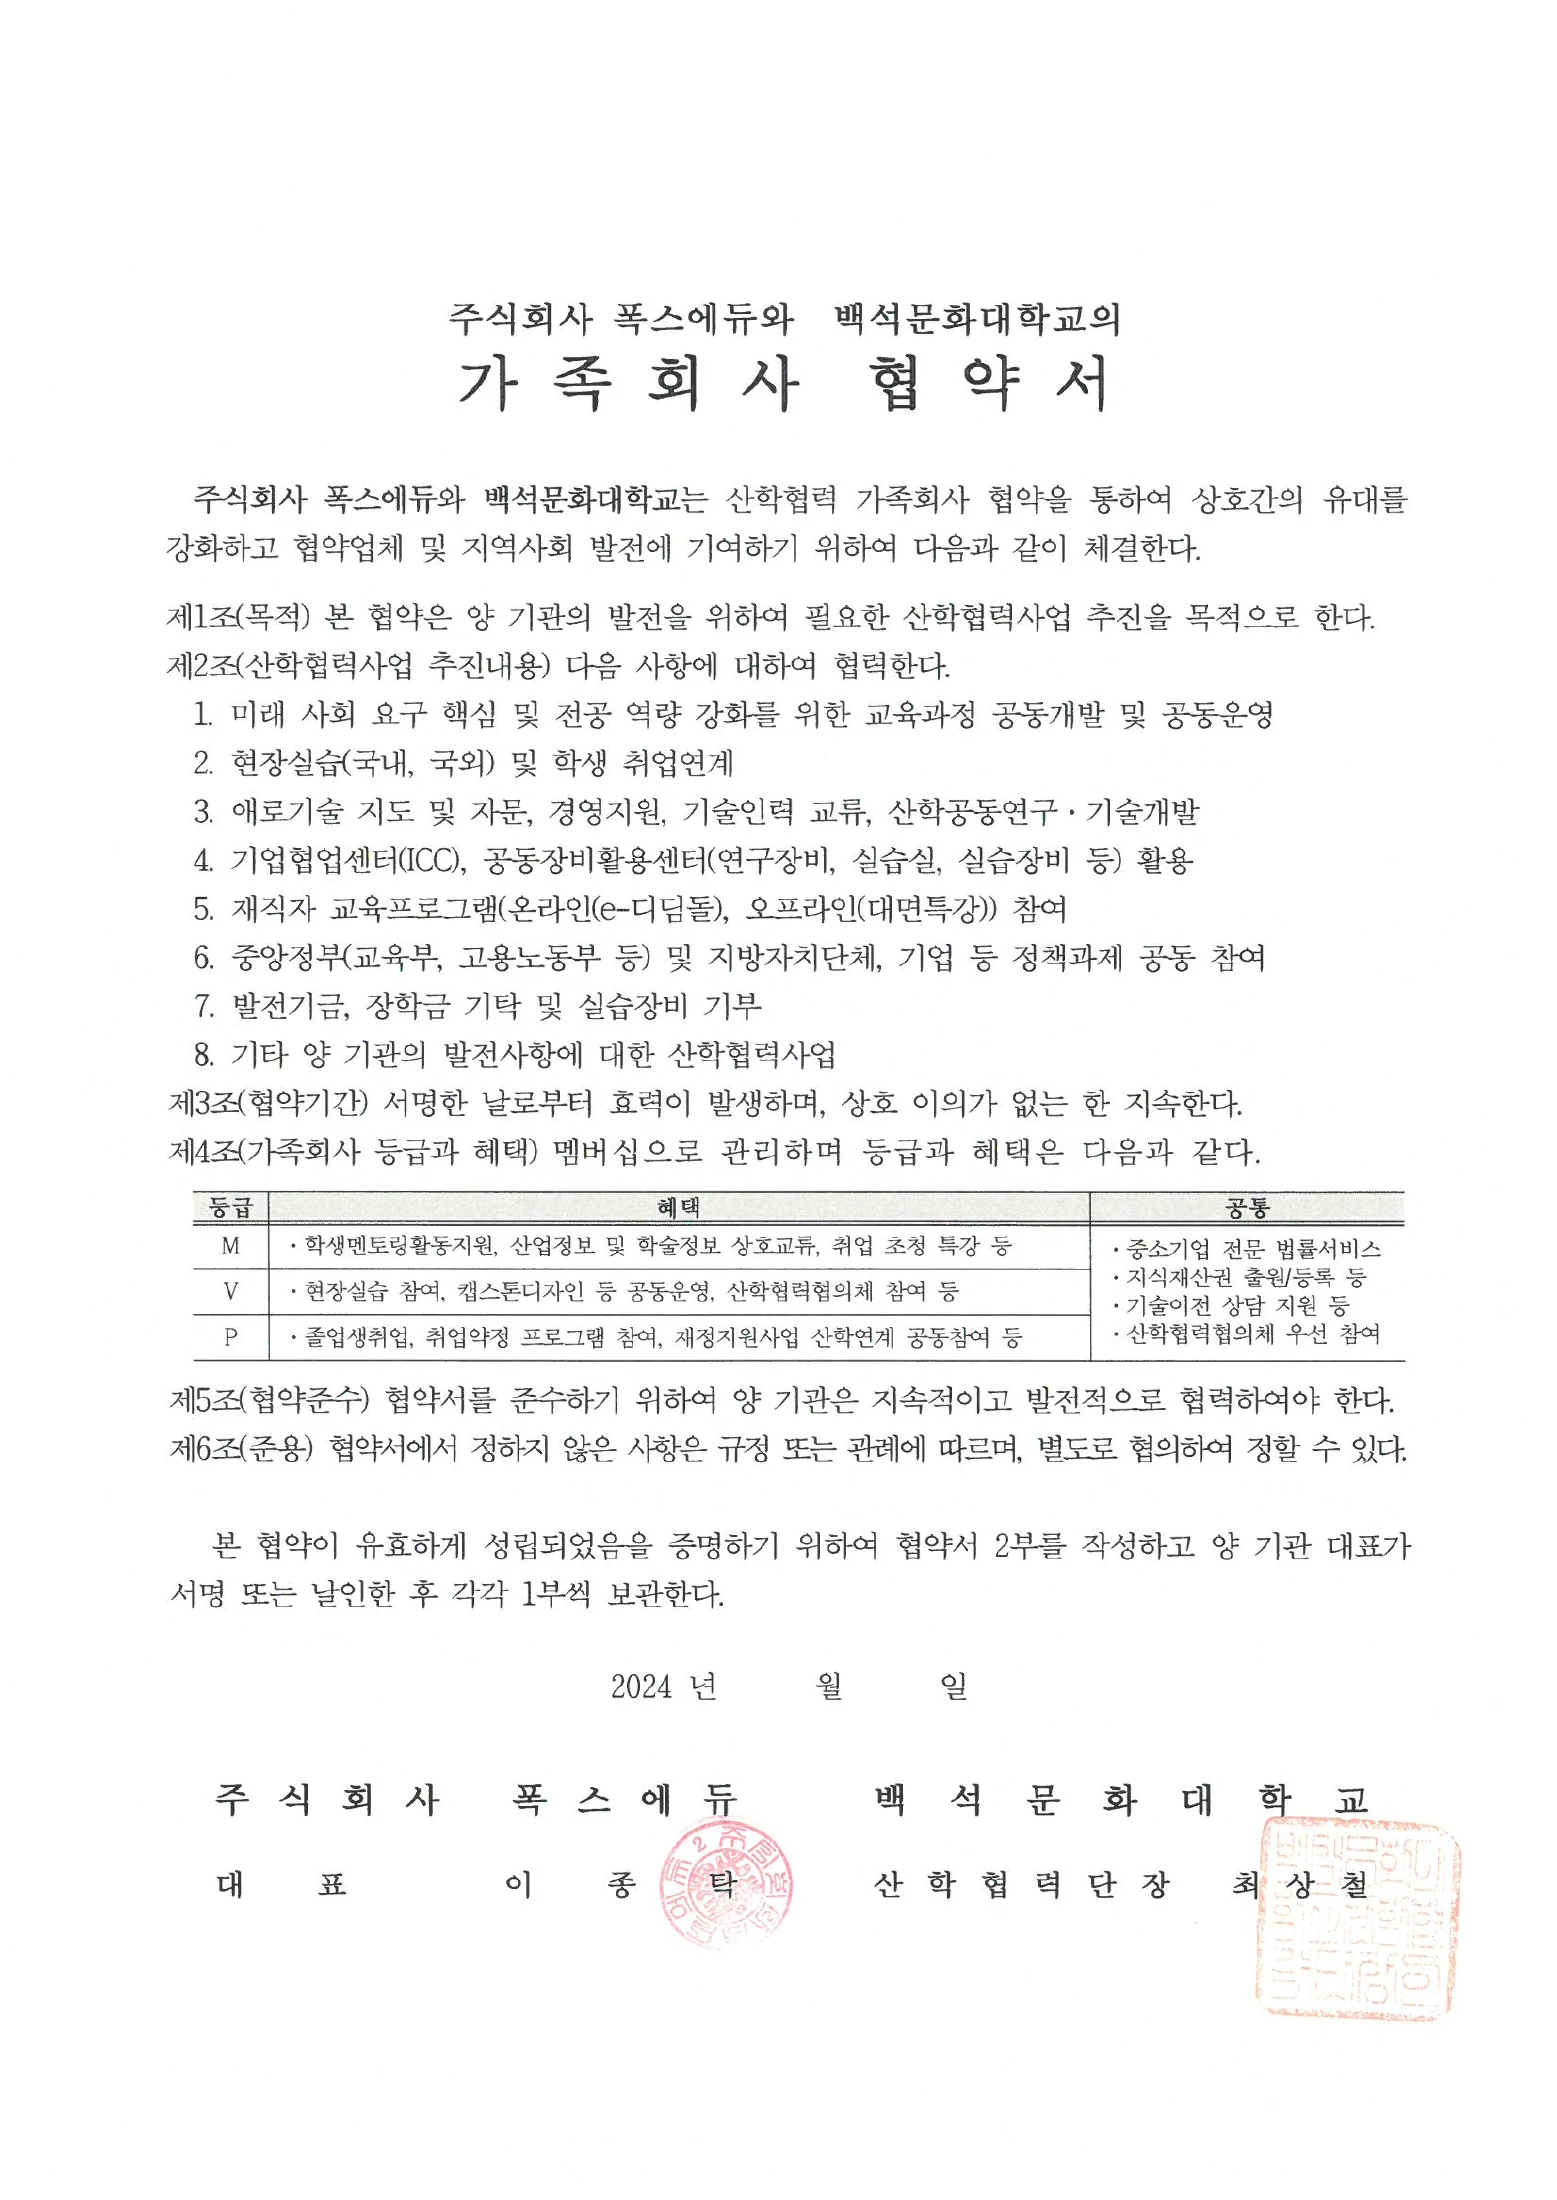 주식회사 폭스에듀와 백석문화대학교의
가족회사 협약서
주식회사 폭스에듀와 백석문화대학교는 산학협력 가족회사 협약을 통하여 상호간의 유대를
강화하고 협약업체 및 지역사회 발전에 기여하기 위하여 다음과 같이 체결한다.
제1조(목적) 본 협약은 양 기관의 발전을 위하여 필요한 산학협력사업 추진을 목적으로 한다.
제2조(산학협력사업 추진내용) 다음 사항에 대하여 협력한다.
1. 미래 사회 요구 핵심 및 전공 역량 강화를 위한 교육과정 공동개발 및 공동운영
2. 현장실습(국내, 국외) 및 학생 취업연계
3. 애로기술 지도 및 자문, 경영지원, 기술인력 교류, 산학공동연구·기술개발
4. 기업협업센터(ICC), 공동장비활용센터(연구장비, 실습실, 실습장비 등) 활용
5. 재직자 교육프로그램(온라인(e-디딤돌), 오프라인(대면특강)) 참여
6. 중앙정부(교육부, 고용노동부 등) 및 지방자치단체, 기업 등 정책과제 공동 참여
7. 발전기금, 장학금 기탁 및 실습장비 기부
8. 기타 양 기관의 발전사항에 대한 산학협력사업
제3조(협약기간) 서명한 날로부터 효력이 발생하며, 상호 이의가 없는 한 지속한다.
제4조(가족회사 등급과 혜택) 멤버십으로 관리하며 등급과 혜택은 다음과 같다.
등급 혜택 공통
M ·학생멘토링활동지원, 산업정보 및 학술정보 상호교류, 취업 초청 특강 등
V ·현장실습 참여, 캡스톤디자인 등 공동운영, 산학협력협의체 참여 등
P ·졸업생취업, 취업약정 프로그램 참여, 재정지원사업 산학연계 공동참여 등
·중소기업 전문 법률서비스
·지식재산권 출원/등록 등
·기술이전 상담 지원 등
·산학협력협의체 우선 참여
제5조(협약준수) 협약서를 준수하기 위하여 양 기관은 지속적이고 발전적으로 협력하여야 한다.
제6조(준용) 협약서에서 정하지 않은 사항은 규정 또는 관례에 따르며, 별도로 협의하여 정할 수 있다.
본 협약이 유효하게 성립되었음을 증명하기 위하여 협약서 2부를 작성하고 양 기관 대표가
서명 또는 날인한 후 각각 1부씩 보관한다.
2024 년 월 일
주식회사 폭스에듀 백석문화대학교
대표 이종탁 산학협력단장 최상철